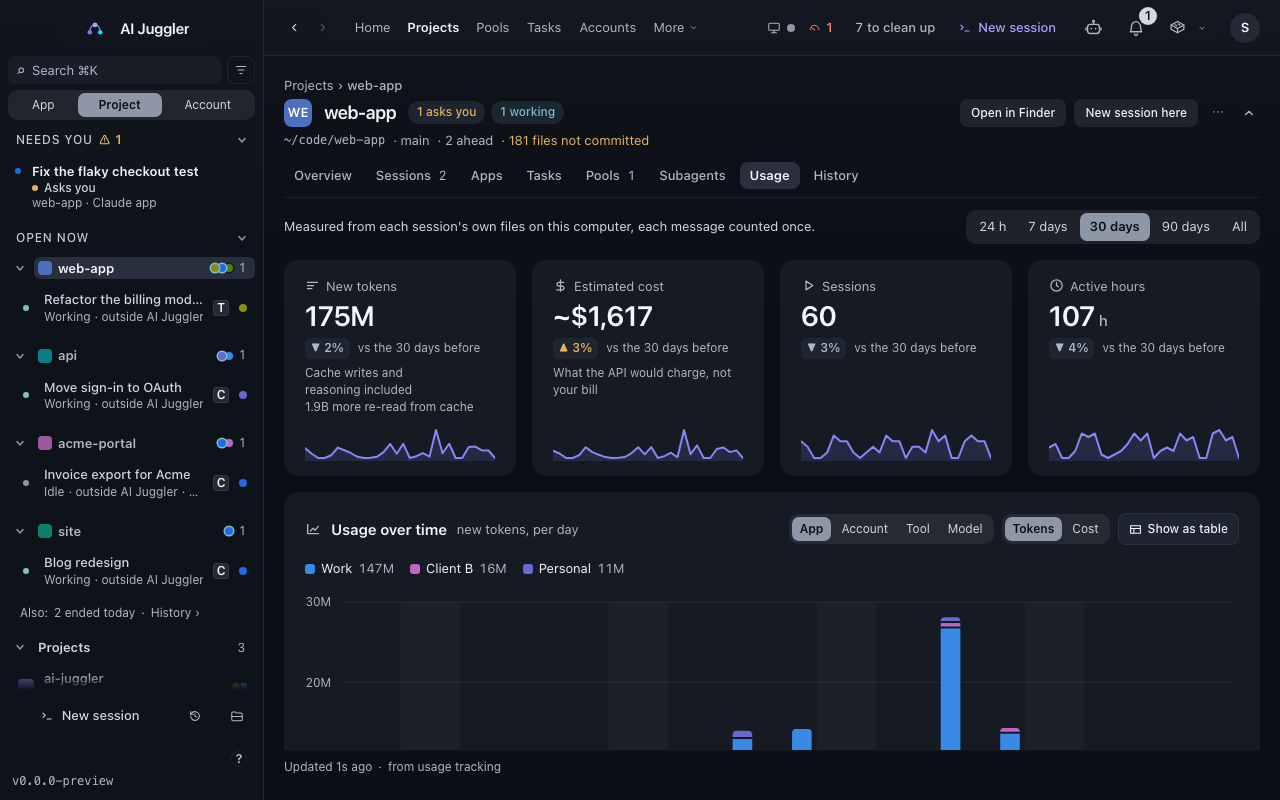 AI Juggler
Home Projects Pools Tasks Accounts More
1 7 to clean up New session 1 S
Search ⌘K
App Project Account
NEEDS YOU 1
Fix the flaky checkout test
Asks you
web-app · Claude app
OPEN NOW
web-app 1
Refactor the billing mod... T
Working · outside AI Juggler
api 1
Move sign-in to OAuth C
Working · outside AI Juggler
acme-portal 1
Invoice export for Acme C
Idle · outside AI Juggler · ...
site 1
Blog redesign C
Working · outside AI Juggler
Also: 2 ended today · History ›
Projects 3
ai-juggler
New session
?
v0.0.0-preview
Projects › web-app
WE web-app 1 asks you 1 working Open in Finder New session here ···
~/code/web-app · main · 2 ahead · 181 files not committed
Overview Sessions 2 Apps Tasks Pools 1 Subagents Usage History
Measured from each session's own files on this computer, each message counted once. 24 h 7 days 30 days 90 days All
New tokens
175M
▼ 2% vs the 30 days before
Cache writes and
reasoning included
1.9B more re-read from cache
Estimated cost
~$1,617
▲ 3% vs the 30 days before
What the API would charge, not
your bill
Sessions
60
▼ 3% vs the 30 days before
Active hours
107 h
▼ 4% vs the 30 days before
Usage over time new tokens, per day App Account Tool Model Tokens Cost Show as table
Work 147M Client B 16M Personal 11M
30M
20M
Updated 1s ago · from usage tracking